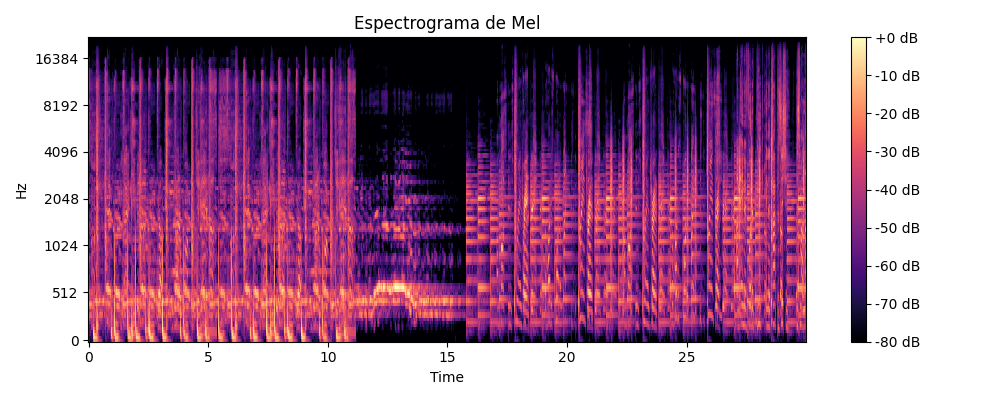 Espectrograma de Mel
Hz
16384
8192
4096
2048
1024
512
0
0 5 10 15 20 25
Time
+0 dB
-10 dB
-20 dB
-30 dB
-40 dB
-50 dB
-60 dB
-70 dB
-80 dB